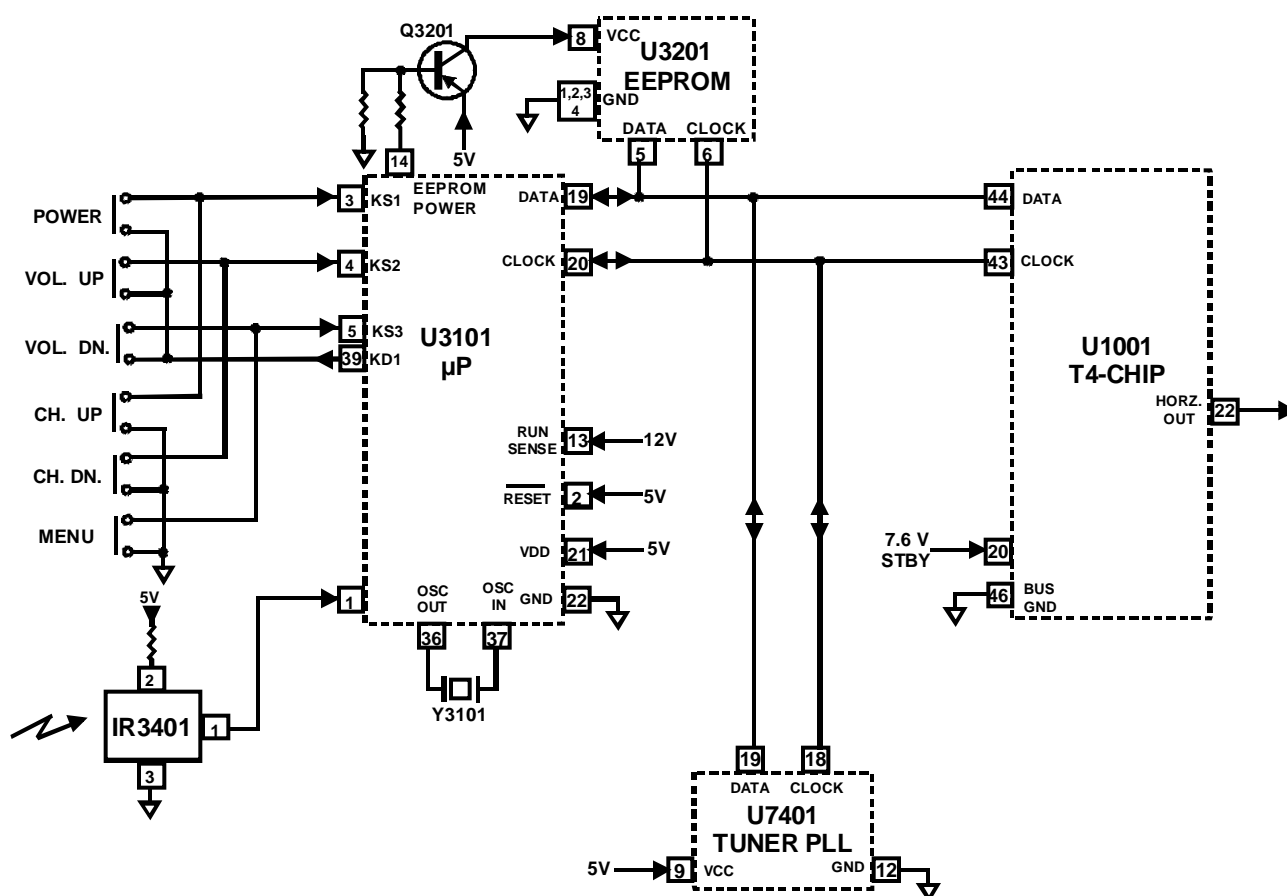 Q3201
8
VCC
U3201
EEPROM
1,2,3
4
GND
DATA CLOCK
5
6
5V
14
EEPROM
POWER
POWER
VOL. UP
VOL. DN.
CH. UP
CH. DN.
MENU
3
KS1
4
KS2
5
KS3
39
KD1
U3101
µP
DATA
19
CLOCK
20
RUN
SENSE
13
12V
RESET
2
5V
VDD
21
5V
GND
22
OSC
OUT
OSC
IN
36
37
Y3101
1
5V
2
IR3401
1
3
44
DATA
43
CLOCK
U1001
T4-CHIP
HORZ.
OUT
22
7.6 V
STBY
20
46
BUS
GND
19
18
DATA CLOCK
U7401
TUNER PLL
5V
9
VCC
GND
12